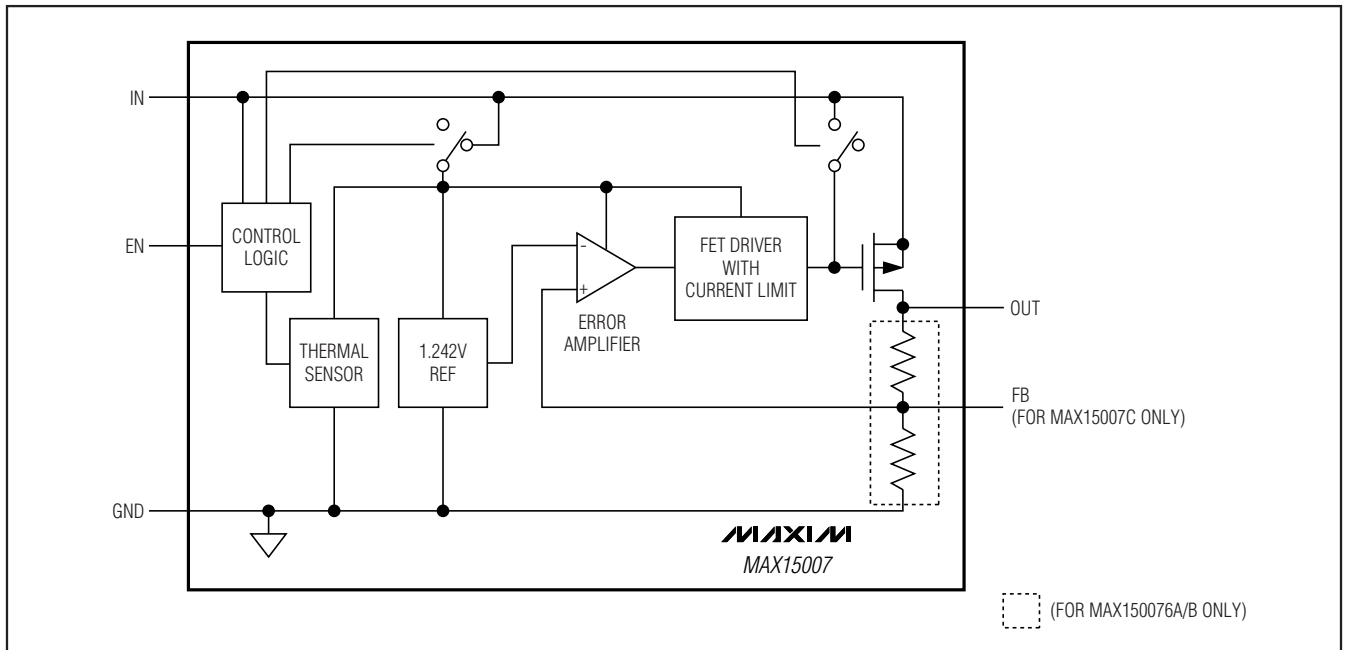 IN
EN
CONTROL
LOGIC
THERMAL
SENSOR
1.242V
REF
-
+
ERROR
AMPLIFIER
FET DRIVER
WITH
CURRENT LIMIT
OUT
FB
(FOR MAX15007C ONLY)
GND
MAXIM
MAX15007
(FOR MAX150076A/B ONLY)